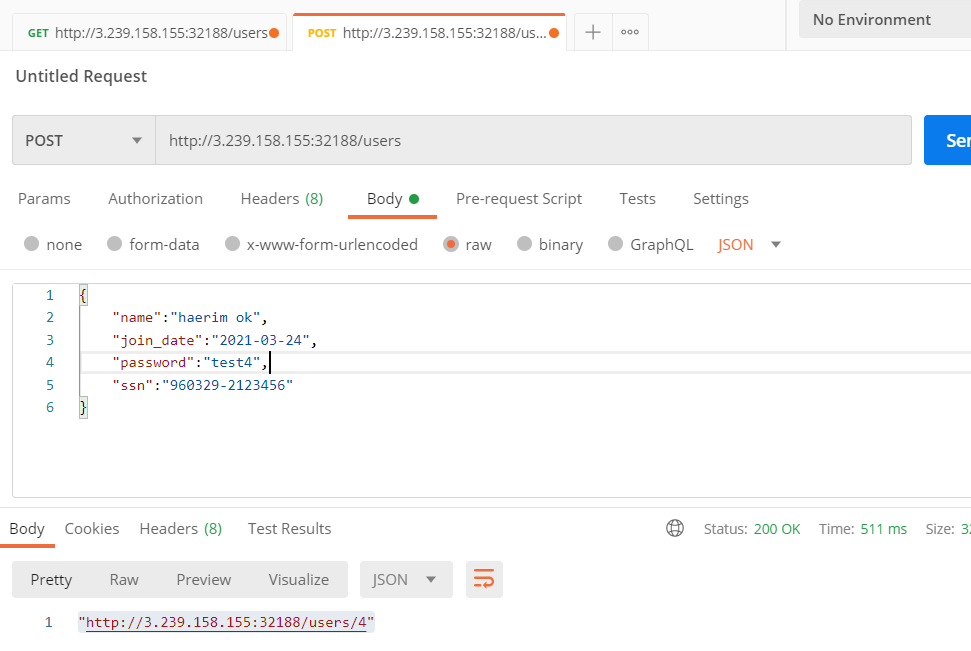 GET http://3.239.158.155:32188/users POST http://3.239.158.155:32188/us... No Environment
Untitled Request
POST http://3.239.158.155:32188/users
Params Authorization Headers (8) Body Pre-request Script Tests Settings
none form-data x-www-form-urlencoded raw binary GraphQL JSON
1 {
2 "name":"haerim ok",
3 "join_date":"2021-03-24",
4 "password":"test4",
5 "ssn":"960329-2123456"
6 }
Body Cookies Headers (8) Test Results Status: 200 OK Time: 511 ms Size:
Pretty Raw Preview Visualize JSON
1 "http://3.239.158.155:32188/users/4"